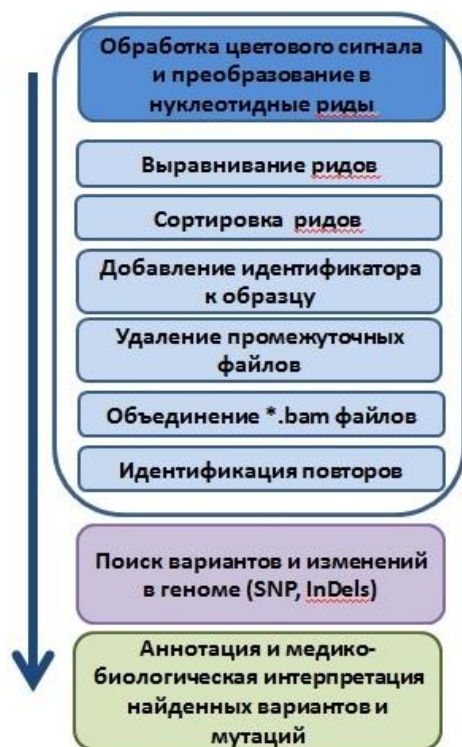 Обработка цветового сигнала
и преобразование в
нуклеотидные риды
Выравнивание ридов
Сортировка ридов
Добавление идентификатора
к образцу
Удаление промежуточных
файлов
Объединение *.bam файлов
Идентификация повторов
Поиск вариантов и изменений
в геноме (SNP, InDels)
Аннотация и медико-
биологическая интерпретация
найденных вариантов и
мутаций